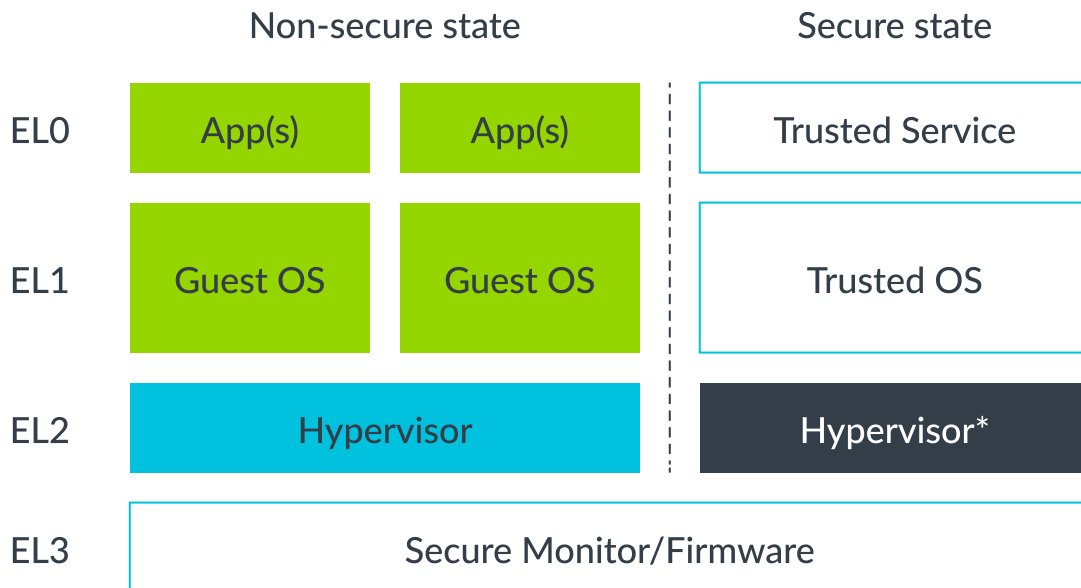 Non-secure state
Secure state
EL0
App(s)
App(s)
Trusted Service
EL1
Guest OS
Guest OS
Trusted OS
EL2
Hypervisor
Hypervisor*
EL3
Secure Monitor/Firmware